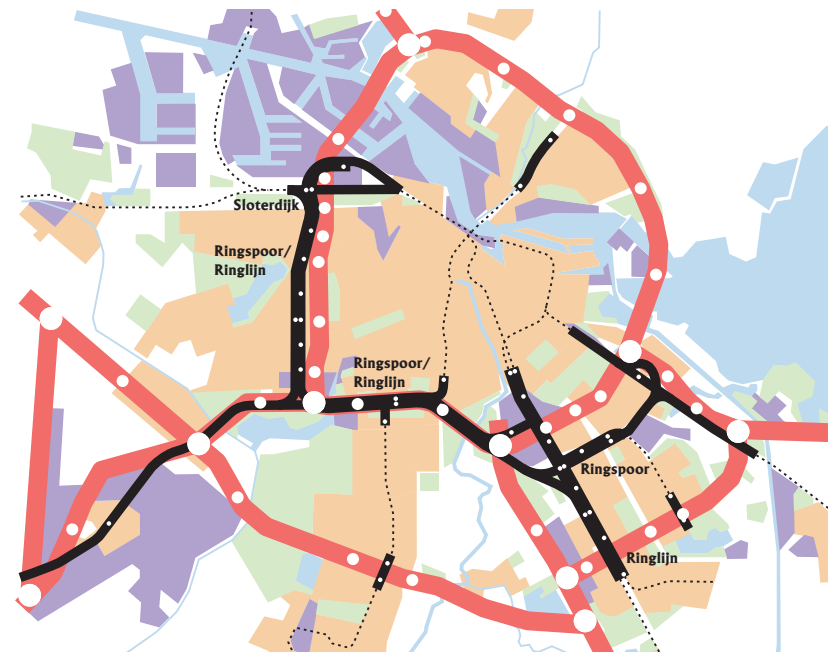 Sloterdijk
Ringspoor/
Ringlijn
Ringspoor/
Ringlijn
Ringspoor
Ringlijn